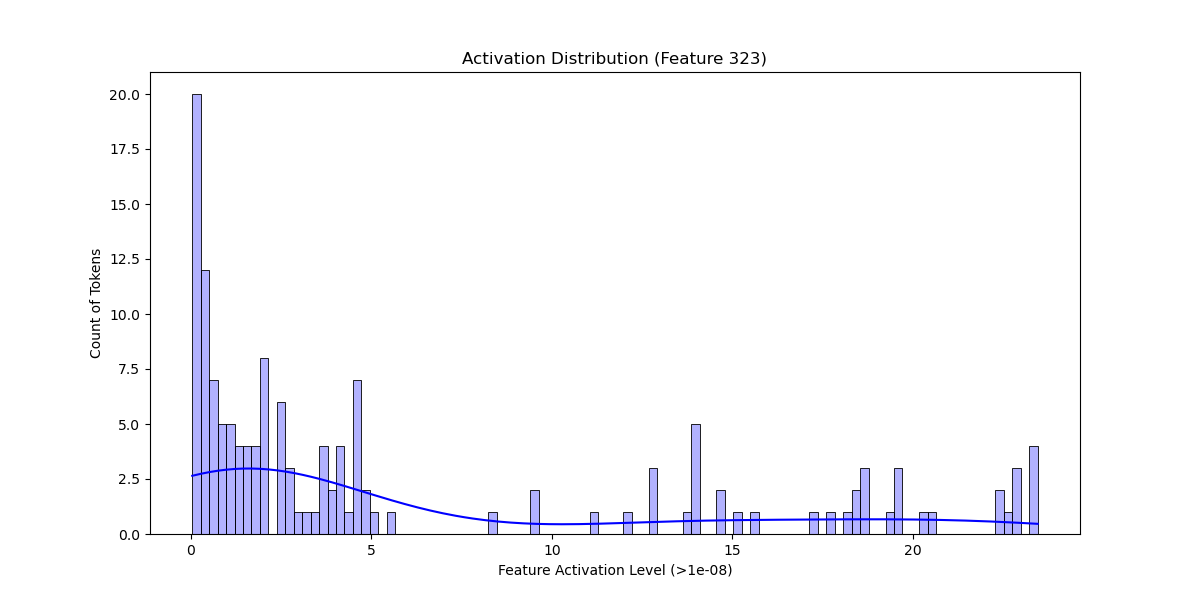 Activation Distribution (Feature 323)
20.0
17.5
15.0
12.5
10.0
7.5
5.0
2.5
0.0
Count of Tokens
0 5 10 15 20
Feature Activation Level (>1e-08)